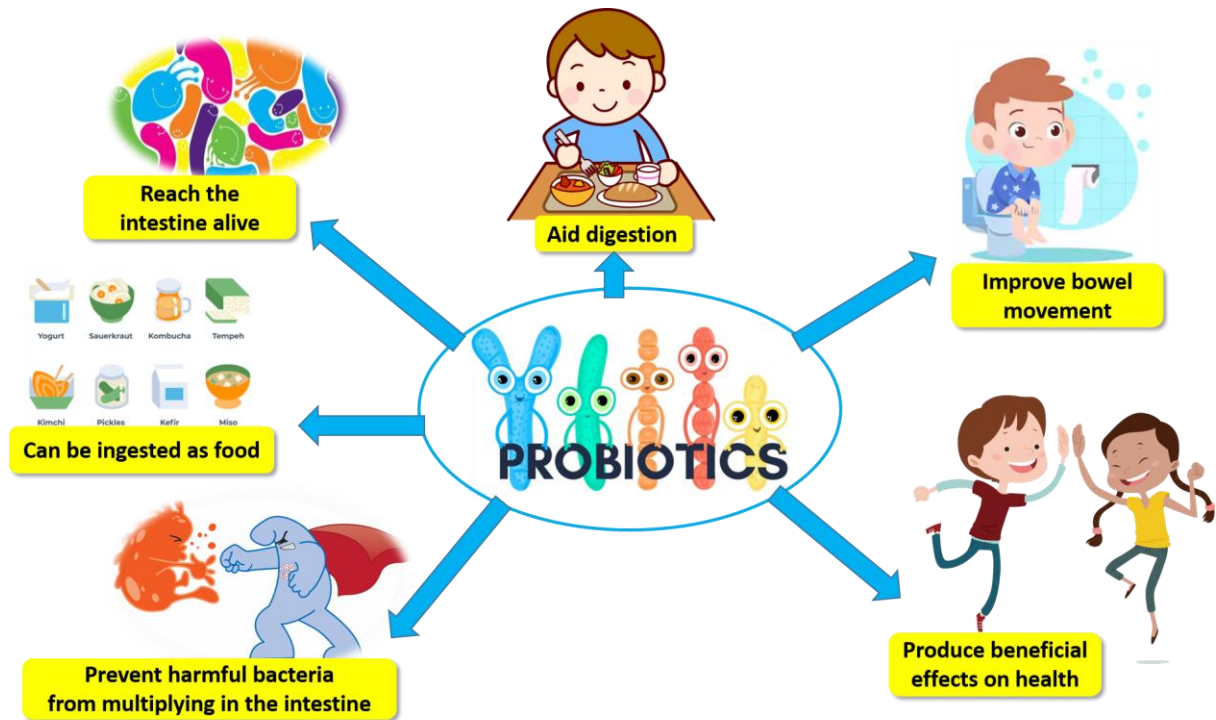 Reach the
intestine alive
Aid digestion
Improve bowel
movement
Yogurt
Sauerkraut
Kombucha
Tempeh
Kimchi
Pickles
Kefir
Miso
Can be ingested as food
PROBIOTICS
Prevent harmful bacteria
from multiplying in the intestine
Produce beneficial
effects on health